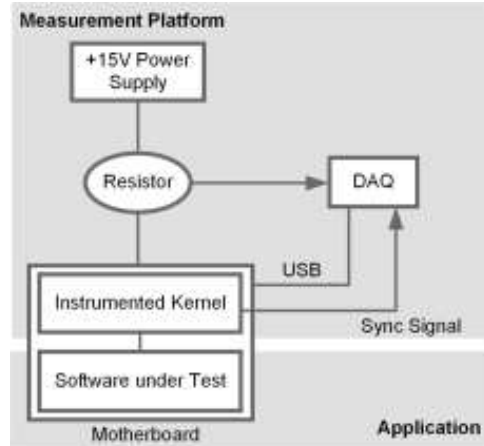 Measurement Platform
+15V Power
Supply
Resistor
DAQ
USB
Instrumented Kernel
Sync Signal
Software under Test
Motherboard
Application